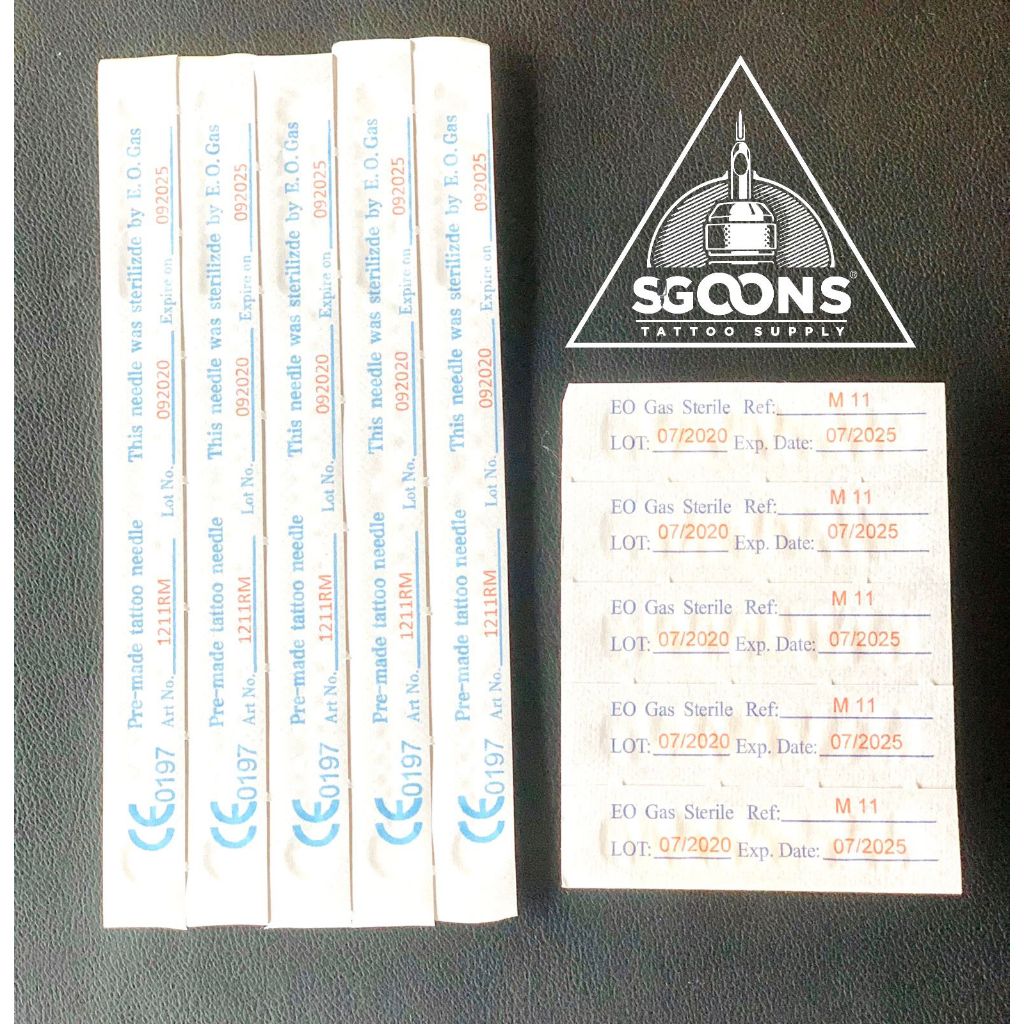 CE0197 Pre-made tattoo needle This needle was sterilizde by E.O.Gas
Art No. 1211RM Lot No. 092020 Expire on 092025
CE0197 Pre-made tattoo needle This needle was sterilizde by E.O.Gas
Art No. 1211RM Lot No. 092020 Expire on 092025
CE0197 Pre-made tattoo needle This needle was sterilizde by E.O.Gas
Art No. 1211RM Lot No. 092020 Expire on 092025
CE0197 Pre-made tattoo needle This needle was sterilizde by E.O.Gas
Art No. 1211RM Lot No. 092020 Expire on 092025
CE0197 Pre-made tattoo needle This needle was sterilizde by E.O.Gas
Art No. 1211RM Lot No. 092020 Expire on 092025
SGOONS®
TATTOO SUPPLY
EO Gas Sterile Ref: M 11
LOT: 07/2020 Exp. Date: 07/2025
EO Gas Sterile Ref: M 11
LOT: 07/2020 Exp. Date: 07/2025
EO Gas Sterile Ref: M 11
LOT: 07/2020 Exp. Date: 07/2025
EO Gas Sterile Ref: M 11
LOT: 07/2020 Exp. Date: 07/2025
EO Gas Sterile Ref: M 11
LOT: 07/2020 Exp. Date: 07/2025